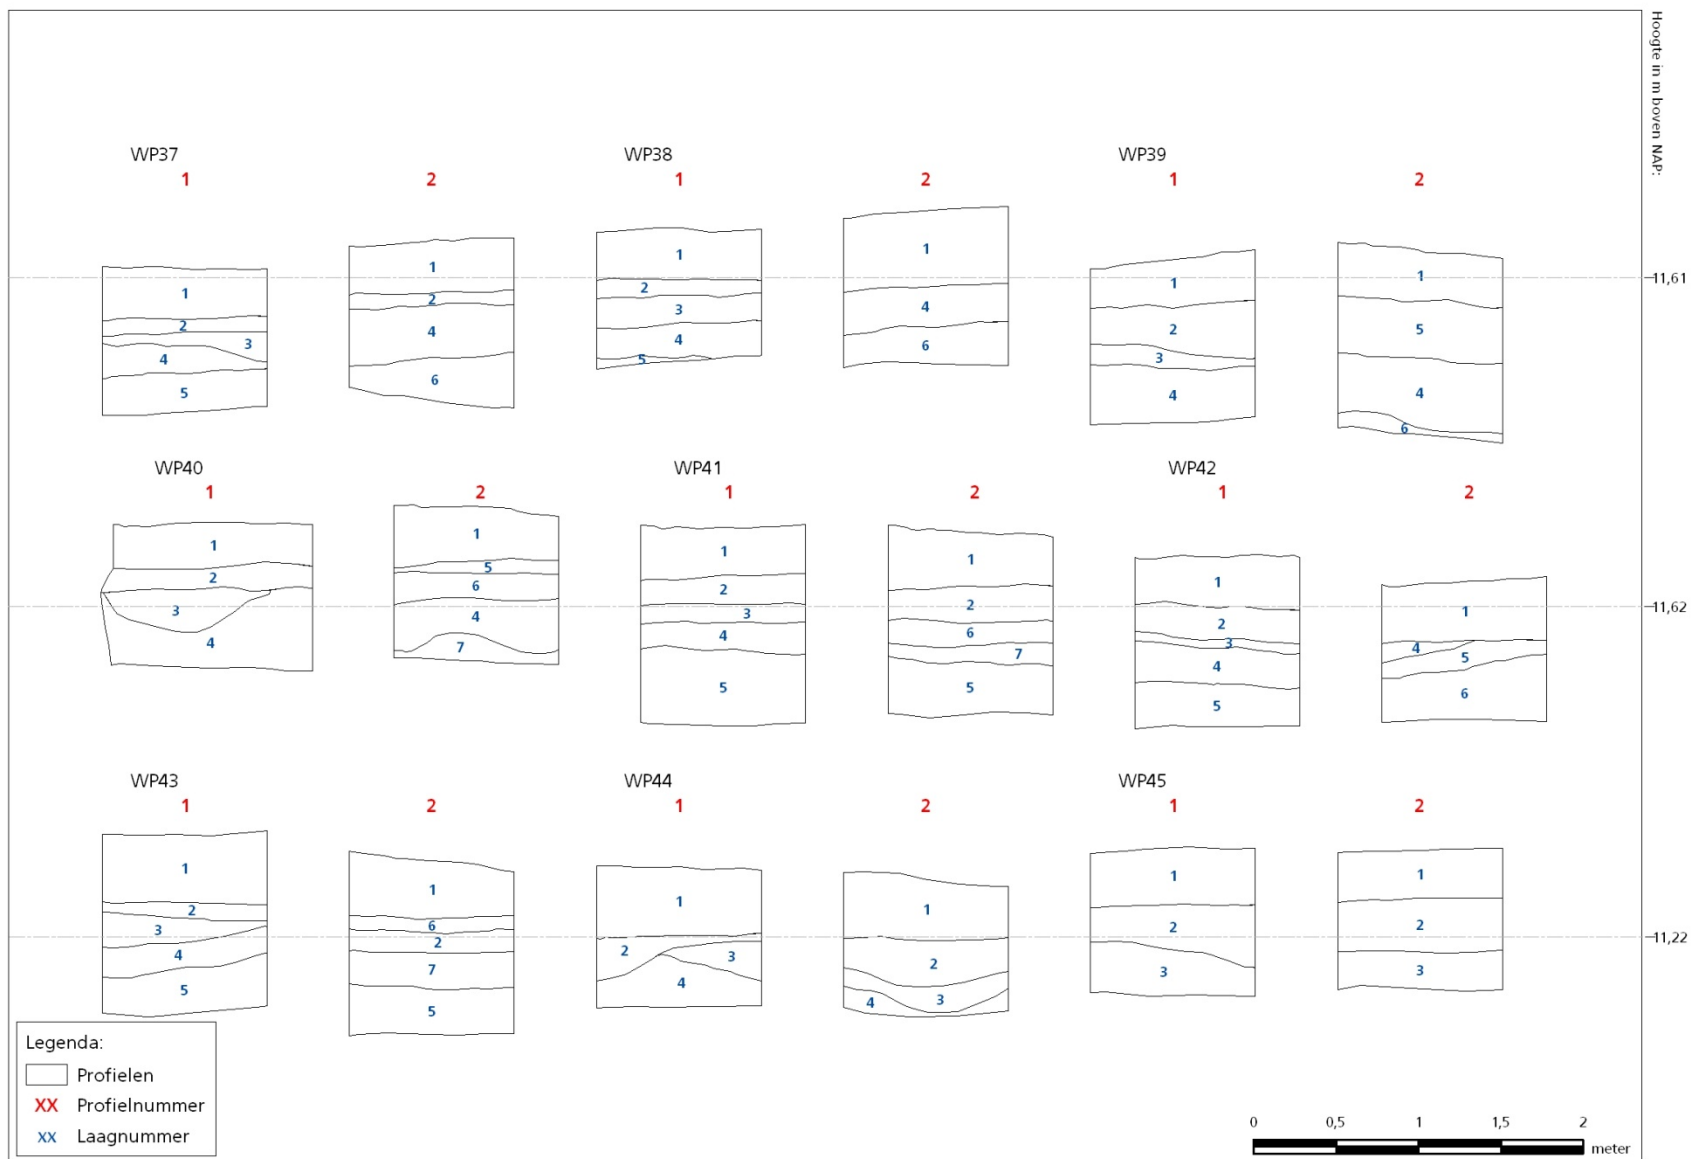 Hoogte in m boven NAP:
WP37 WP38 WP39
1 2 1 2 1 2
1 2 3 4 5
1 2 4 6
1 2 3 4 5
1 4 6
1 2 3 4
1 5 4 6
11,61
WP40 WP41 WP42
1 2 1 2 1 2
1 2 3 4
1 5 6 4 7
1 2 3 4 5
1 2 6 7 5
1 2 3 4 5
1 4 5 6
11,62
WP43 WP44 WP45
1 2 1 2 1 2
1 2 3 4 5
1 6 2 7 5
1 2 3 4
1 2 3 4
1 2 3
1 2 3
11,22
Legenda:
Profielen
XX Profielnummer
xx Laagnummer
0 0,5 1 1,5 2
meter